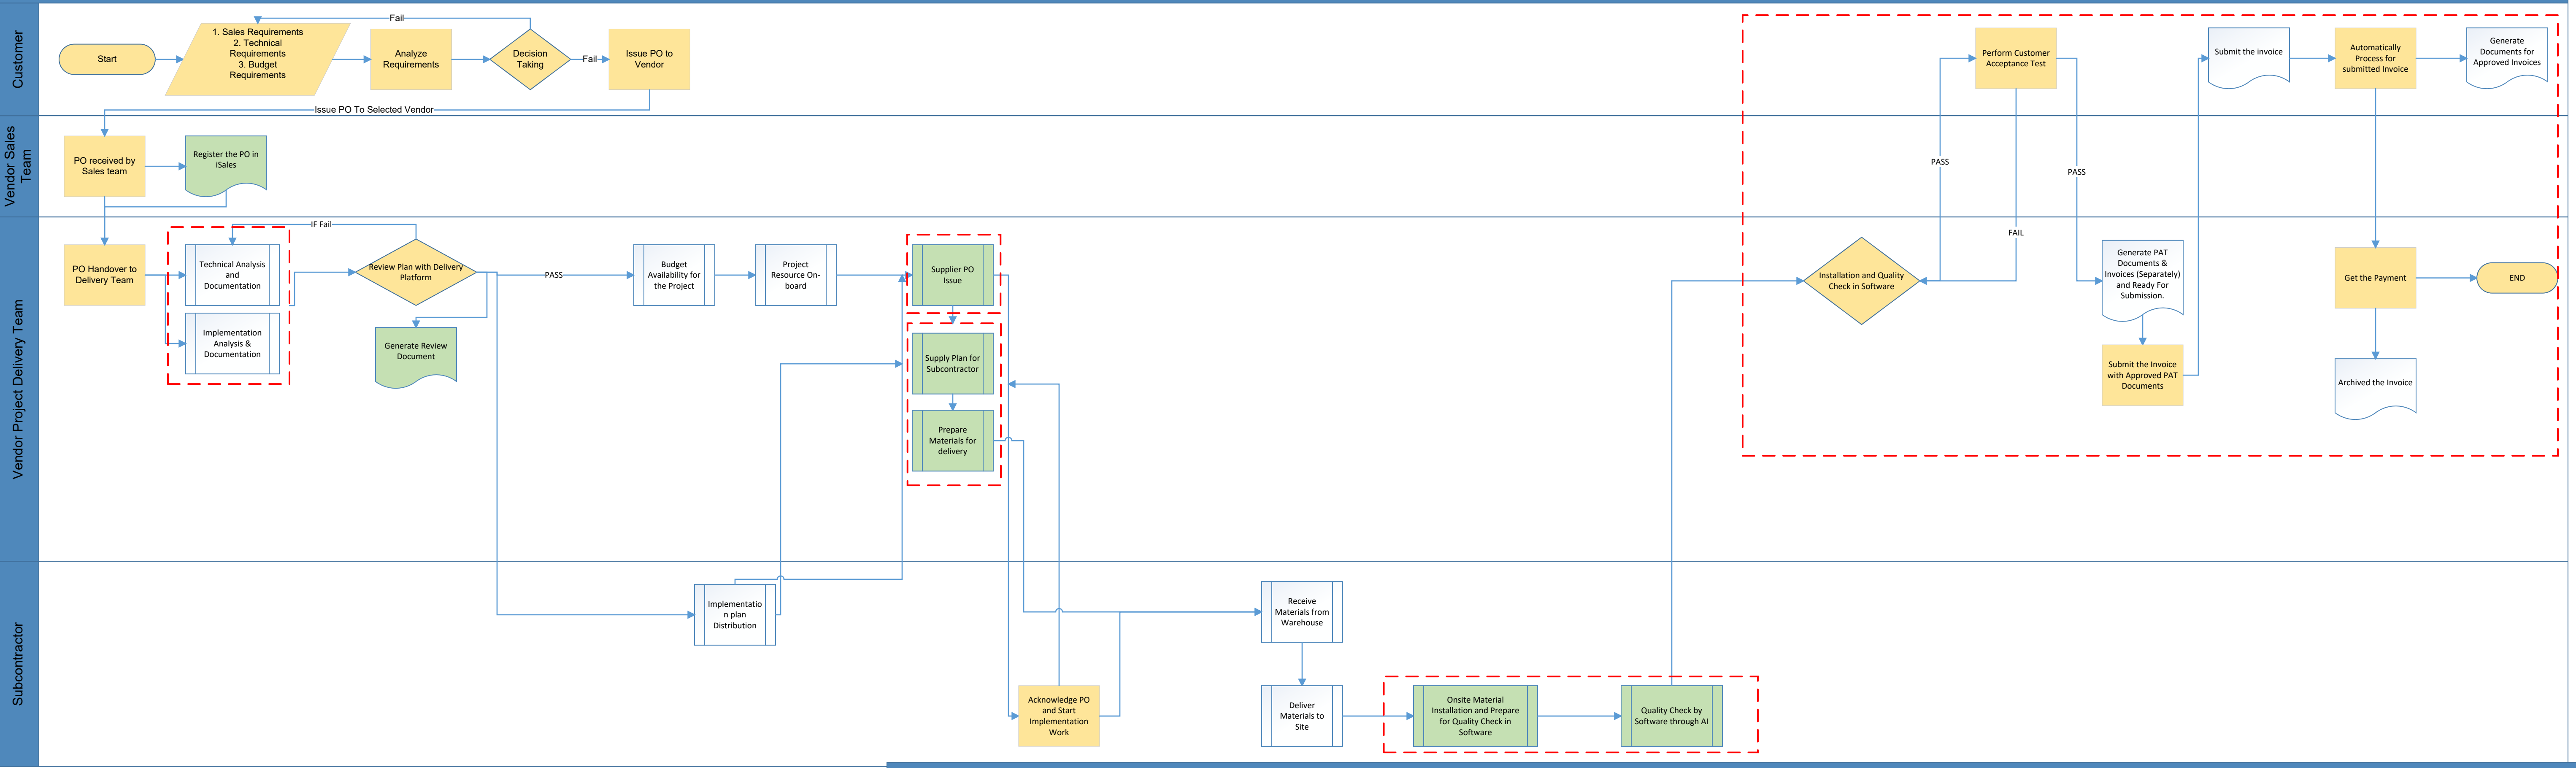 Customer
Start
1. Sales Requirements
2. Technical
Requirements
3. Budget
Requirements
Analyze
Requirements
Fail
Decision
Taking
Fail
Issue PO to
Vendor
Issue PO To Selected Vendor
Perform Customer
Acceptance Test
Submit the invoice
Automatically
Process for
submitted Invoice
Generate
Documents for
Approved Invoices
Vendor Sales
Team
PO received by
Sales team
Register the PO in
iSales
PASS
PASS
FAIL
Vendor Project Delivery Team
PO Handover to
Delivery Team
Technical Analysis
and
Documentation
Implementation
Analysis &
Documentation
IF Fail
Review Plan with Delivery
Platform
Generate Review
Document
PASS
Budget
Availability for
the Project
Project
Resource On-
board
Supplier PO
Issue
Supply Plan for
Subcontractor
Prepare
Materials for
delivery
Installation and Quality
Check in Software
Generate PAT
Documents &
Invoices (Separately)
and Ready For
Submission.
Submit the Invoice
with Approved PAT
Documents
Get the Payment
END
Archived the Invoice
Subcontractor
Implementatio
n plan
Distribution
Acknowledge PO
and Start
Implementation
Work
Receive
Materials from
Warehouse
Deliver
Materials to
Site
Onsite Material
Installation and Prepare
for Quality Check in
Software
Quality Check by
Software through AI